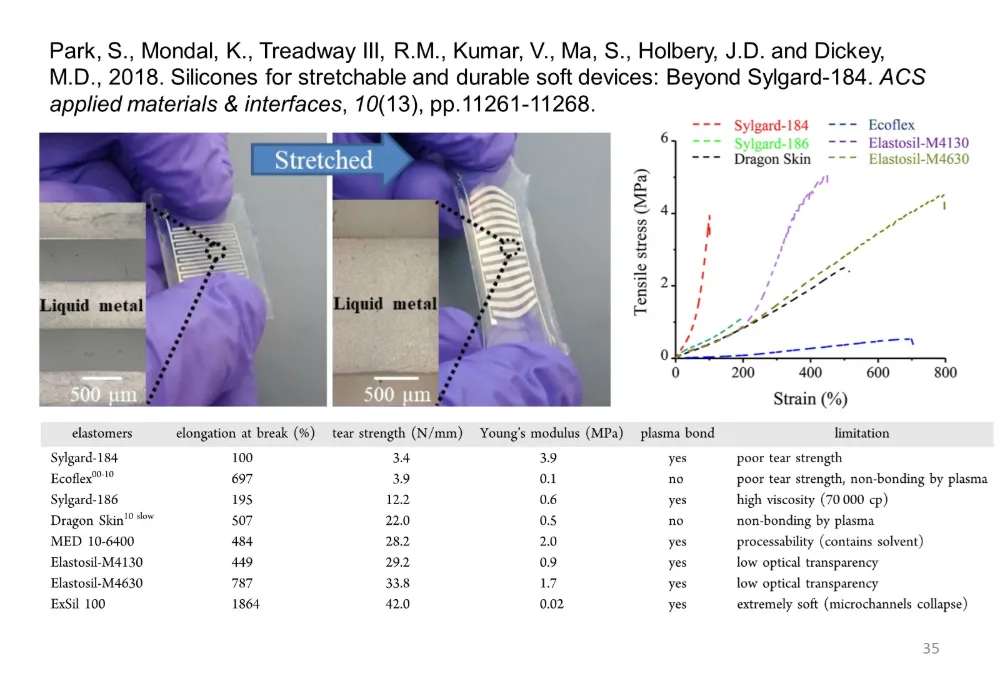 Park, S., Mondal, K., Treadway III, R.M., Kumar, V., Ma, S., Holbery, J.D. and Dickey,
M.D., 2018. Silicones for stretchable and durable soft devices: Beyond Sylgard-184. ACS
applied materials & interfaces, 10(13), pp.11261-11268.
Stretched
Liquid metal
500 µm
Liquid metal
500 µm
Sylgard-184 Ecoflex
Sylgard-186 Elastosil-M4130
Dragon Skin Elastosil-M4630
Tensile stress (MPa)
6
4
2
0
0 200 400 600 800
Strain (%)
elastomers elongation at break (%) tear strength (N/mm) Young's modulus (MPa) plasma bond limitation
Sylgard-184 100 3.4 3.9 yes poor tear strength
Ecoflex00-10 697 3.9 0.1 no poor tear strength, non-bonding by plasma
Sylgard-186 195 12.2 0.6 yes high viscosity (70 000 cp)
Dragon Skin10 slow 507 22.0 0.5 no non-bonding by plasma
MED 10-6400 484 28.2 2.0 yes processability (contains solvent)
Elastosil-M4130 449 29.2 0.9 yes low optical transparency
Elastosil-M4630 787 33.8 1.7 yes low optical transparency
ExSil 100 1864 42.0 0.02 yes extremely soft (microchannels collapse)
35